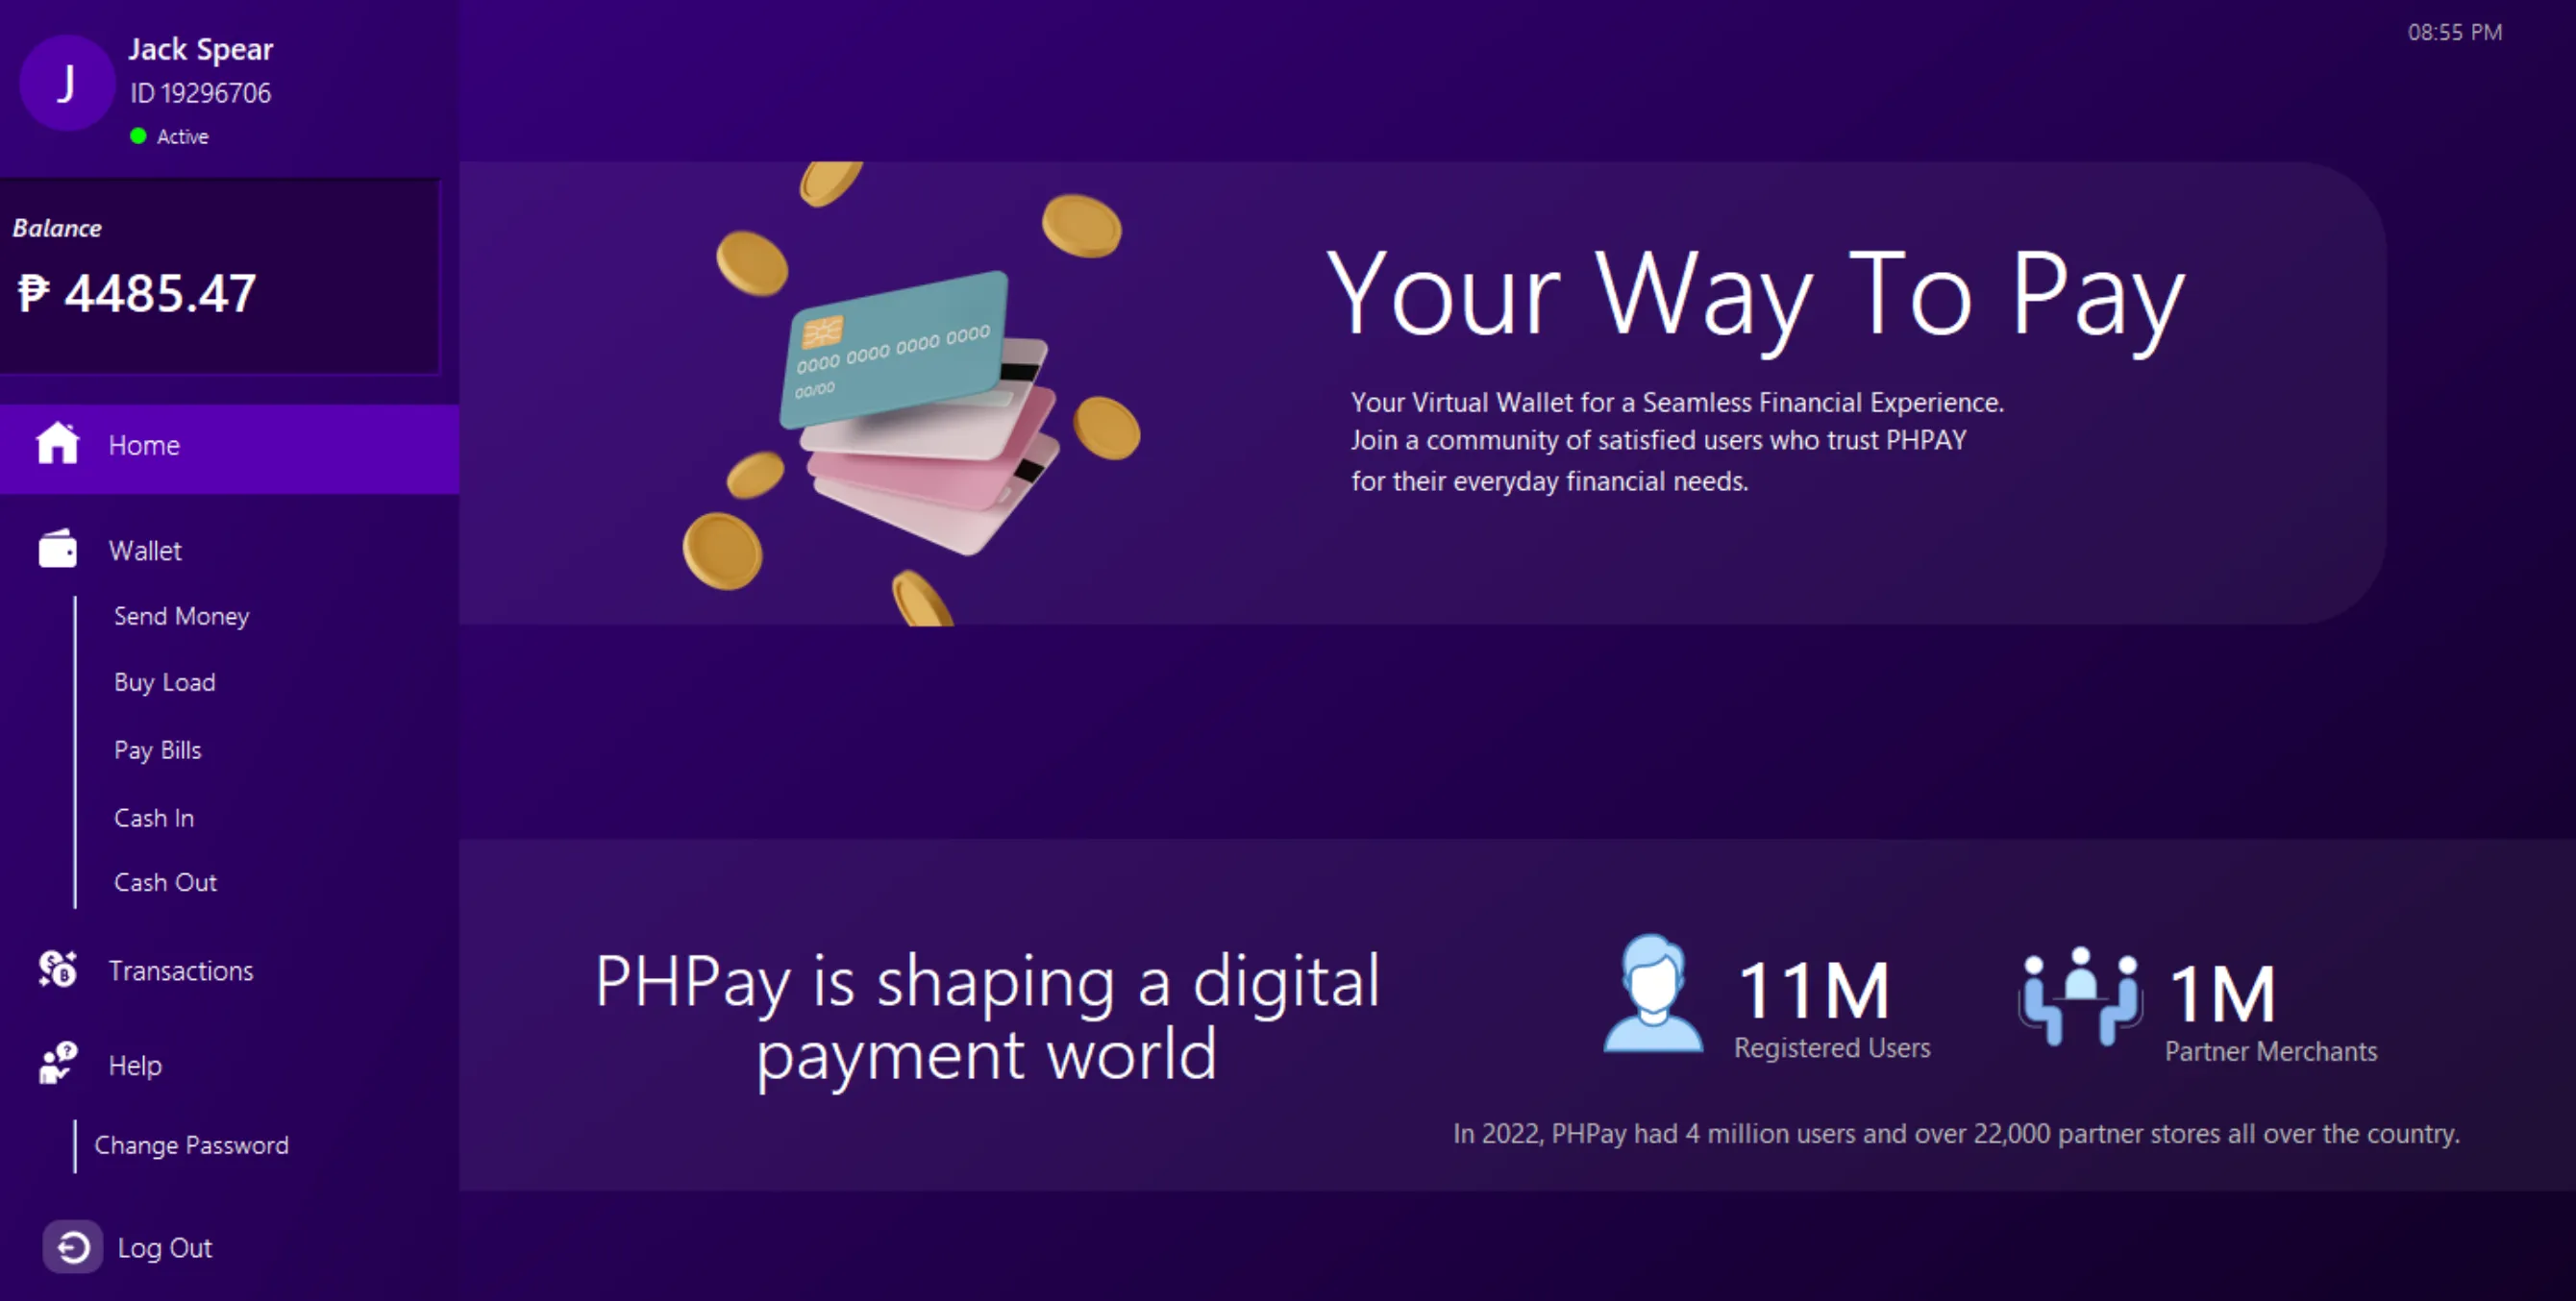 J
Jack Spear
ID 19296706
Active
08:55 PM
Balance
₱ 4485.47
Home
Wallet
Send Money
Buy Load
Pay Bills
Cash In
Cash Out
Transactions
Help
Change Password
Log Out
0000 0000 0000 0000
00/00
Your Way To Pay
Your Virtual Wallet for a Seamless Financial Experience.
Join a community of satisfied users who trust PHPAY
for their everyday financial needs.
PHPay is shaping a digital
payment world
11M
Registered Users
1M
Partner Merchants
In 2022, PHPay had 4 million users and over 22,000 partner stores all over the country.